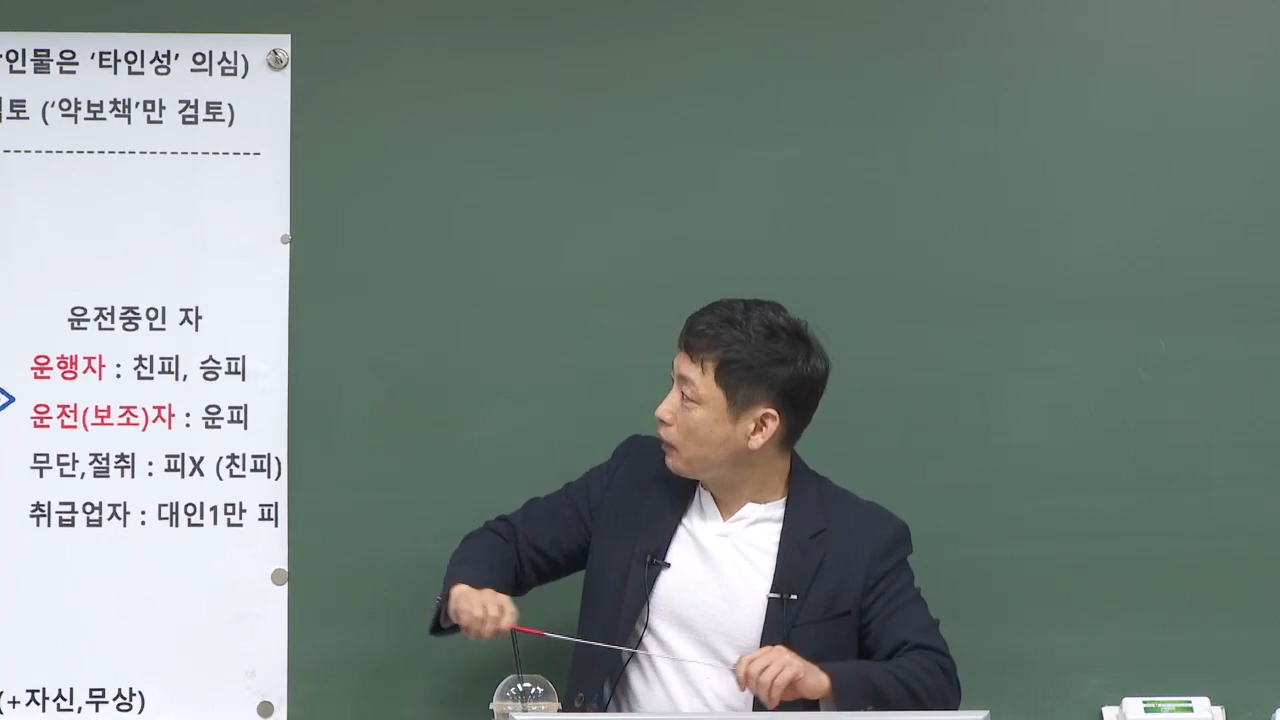 인물은 ‘타인성’ 의심)
토 (‘약보책’만 검토)
운전중인 자
운행자 : 친피, 승피
운전(보조)자 : 운피
무단,절취 : 피X (친피)
취급업자 : 대인1만 피
(+자신,무상)